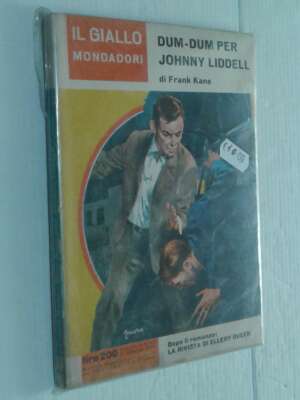 IL GIALLO
MONDADORI
DUM-DUM PER
JOHNNY LIDDELL
di Frank Kane
Dopo il romanzo:
LA RIVISTA DI ELLERY QUEEN
lire 200